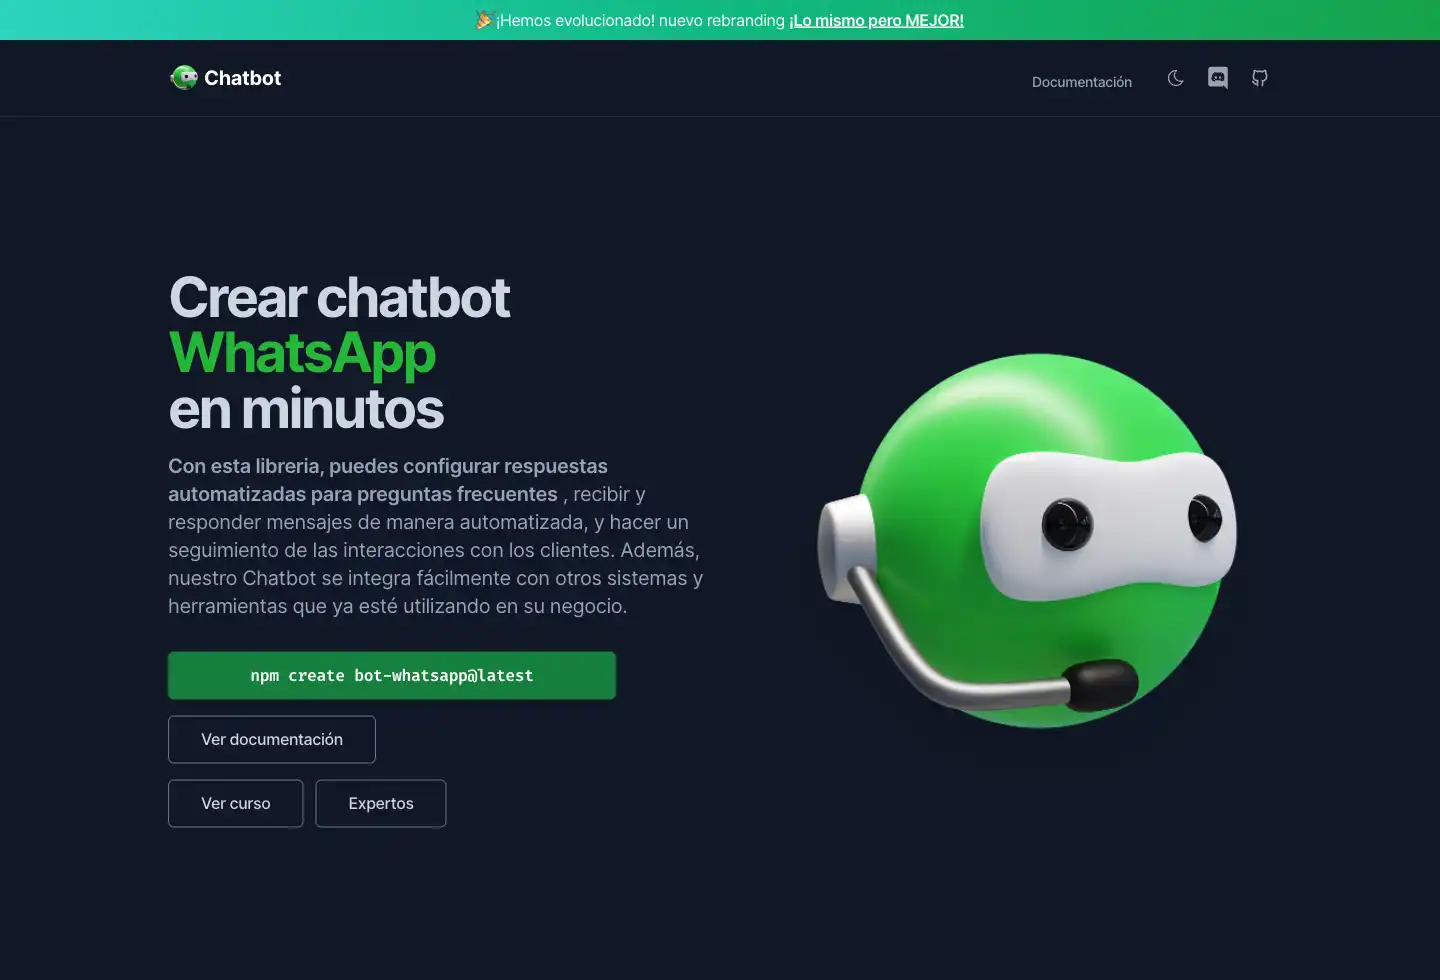 🎉¡Hemos evolucionado! nuevo rebranding ¡Lo mismo pero MEJOR!
Chatbot
Documentación
Crear chatbot
WhatsApp
en minutos
Con esta libreria, puedes configurar respuestas
automatizadas para preguntas frecuentes , recibir y
responder mensajes de manera automatizada, y hacer un
seguimiento de las interacciones con los clientes. Además,
nuestro Chatbot se integra fácilmente con otros sistemas y
herramientas que ya esté utilizando en su negocio.
npm create bot-whatsapp@latest
Ver documentación
Ver curso
Expertos